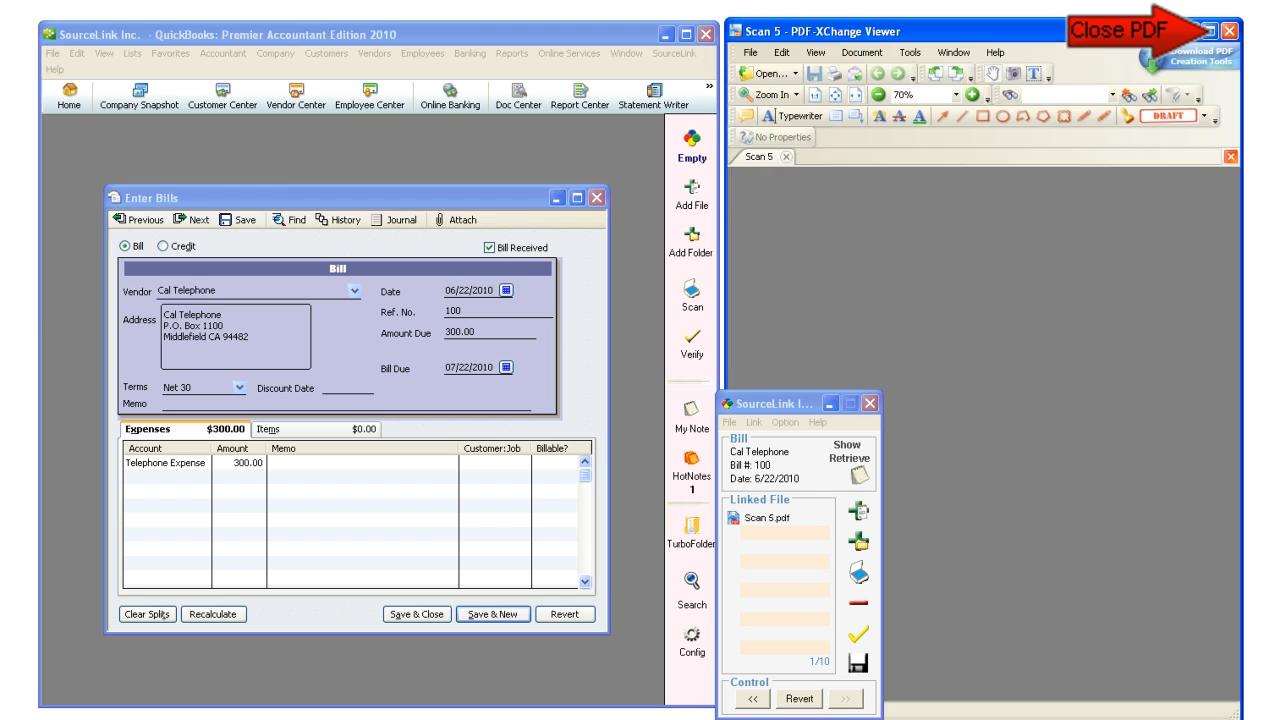 SourceLink Inc. - QuickBooks: Premier Accountant Edition 2010
File Edit View Lists Favorites Accountant Company Customers Vendors Employees Banking Reports Online Services Window SourceLink
Help
Home Company Snapshot Customer Center Vendor Center Employee Center Online Banking Doc Center Report Center Statement Writer »
Empty
Add File
Add Folder
Scan
Verify
My Note
HotNotes
1
TurboFolder
Search
Config
Enter Bills
Previous Next Save Find History Journal Attach
Bill Credit Bill Received
Bill
Vendor Cal Telephone Date 06/22/2010
Address Cal Telephone Ref. No. 100
P.O. Box 1100
Middlefield CA 94482 Amount Due 300.00
Bill Due 07/22/2010
Terms Net 30 Discount Date
Memo
Expenses $300.00 Items $0.00
Account Amount Memo Customer:Job Billable?
Telephone Expense 300.00
Clear Splits Recalculate Save & Close Save & New Revert
Scan 5 - PDF-XChange Viewer
Close PDF
File Edit View Document Tools Window Help
Download PDF
Creation Tools
Open...
Zoom In 70%
Typewriter DRAFT
No Properties
Scan 5
SourceLink I...
File Link Option Help
Bill
Cal Telephone
Bill #: 100
Date: 6/22/2010
Show
Retrieve
Linked File
Scan 5.pdf
1/10
Control
<< Revert >>